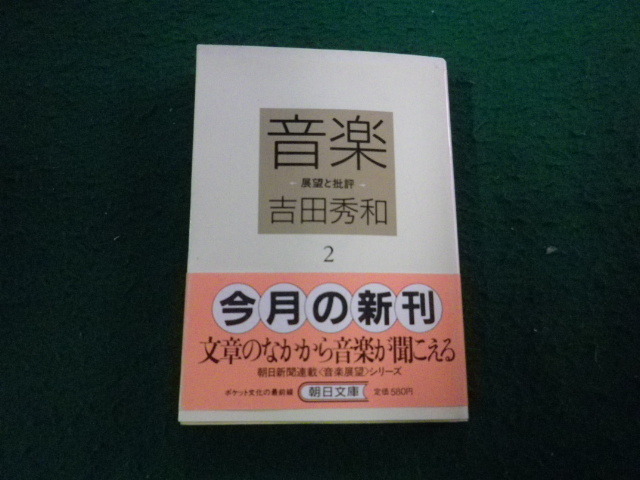 音楽
-展望と批評-
吉田秀和
2
今月の新刊
文章のなかから音楽が聞こえる
朝日新聞連載〈音楽展望〉シリーズ
ポケット文化の最前線 朝日文庫 定価580円